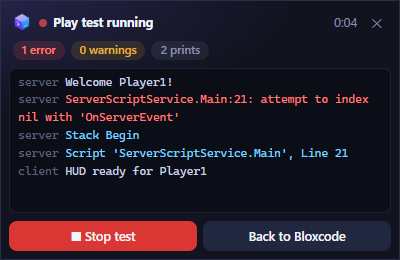 Play test running
0:04
1 error
0 warnings
2 prints
server Welcome Player1!
server ServerScriptService.Main:21: attempt to index
nil with 'OnServerEvent'
server Stack Begin
server Script 'ServerScriptService.Main', Line 21
client HUD ready for Player1
Stop test
Back to Bloxcode